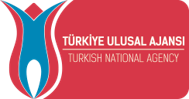 TÜRKİYE ULUSAL AJANSI
TURKISH NATIONAL AGENCY